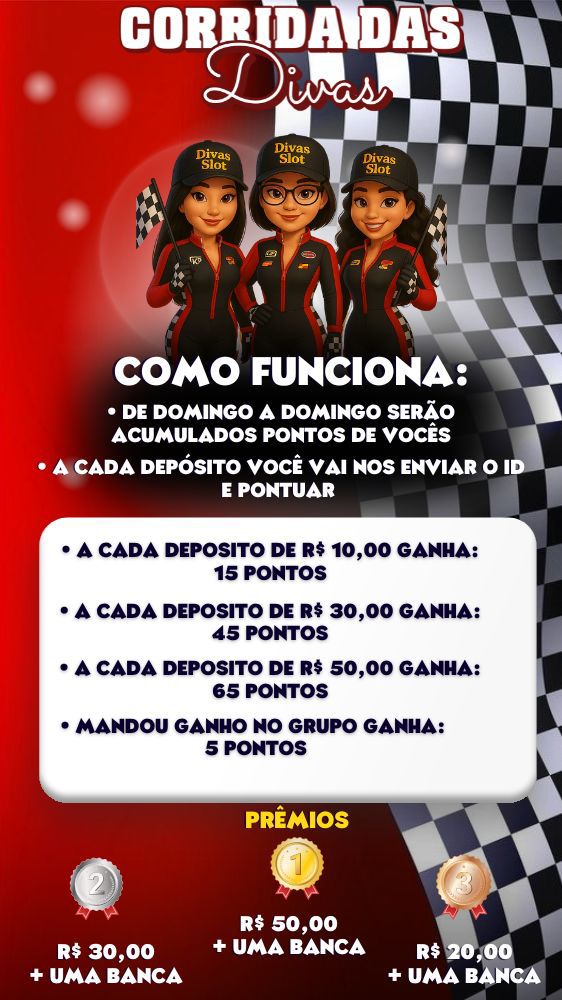 CORRIDA DAS
Divas
Divas
Slot
Divas
Slot
Divas
Slot
COMO FUNCIONA:
• DE DOMINGO A DOMINGO SERÃO
ACUMULADOS PONTOS DE VOCÊS
• A CADA DEPÓSITO VOCÊ VAI NOS ENVIAR O ID
E PONTUAR
• A CADA DEPOSITO DE R$ 10,00 GANHA:
15 PONTOS
• A CADA DEPOSITO DE R$ 30,00 GANHA:
45 PONTOS
• A CADA DEPOSITO DE R$ 50,00 GANHA:
65 PONTOS
• MANDOU GANHO NO GRUPO GANHA:
5 PONTOS
PRÊMIOS
2
1
3
R$ 30,00
+ UMA BANCA
R$ 50,00
+ UMA BANCA
R$ 20,00
+ UMA BANCA